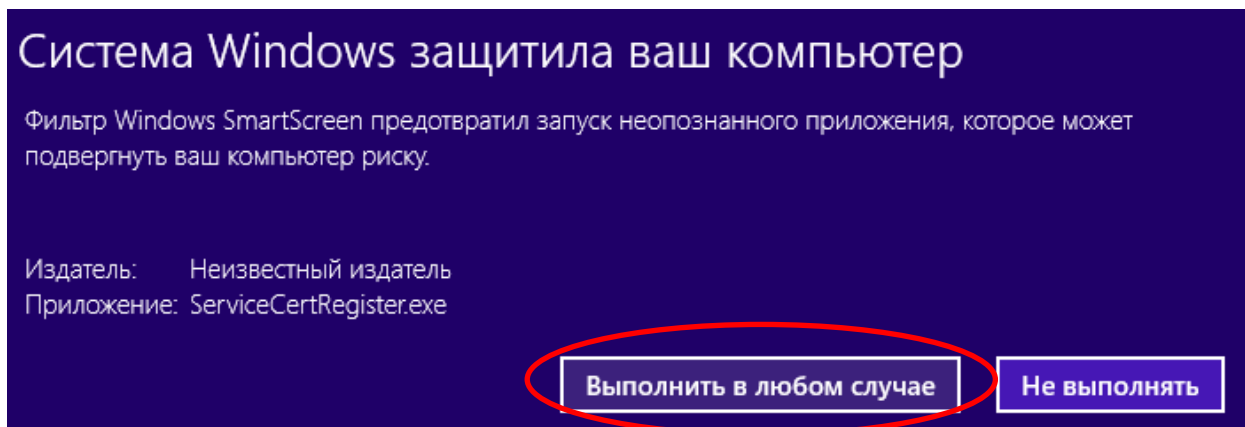 Система Windows защитила ваш компьютер
Фильтр Windows SmartScreen предотвратил запуск неопознанного приложения, которое может
подвергнуть ваш компьютер риску.
Издатель: Неизвестный издатель
Приложение: ServiceCertRegister.exe
Выполнить в любом случае Не выполнять